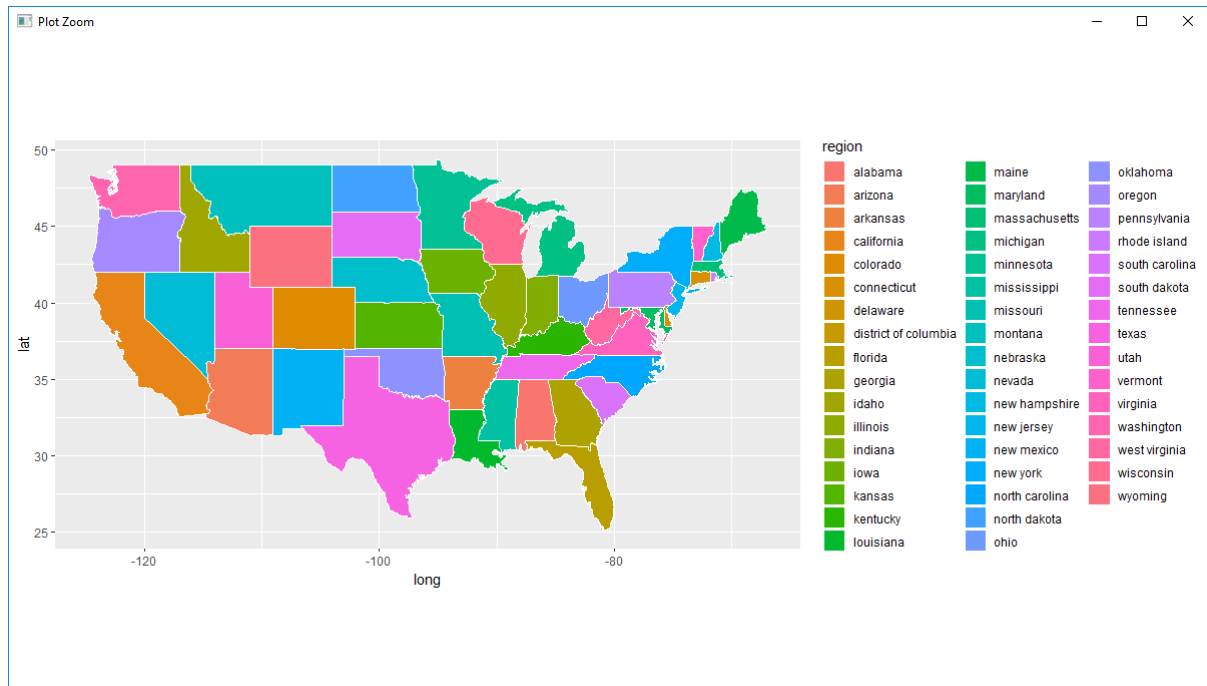 Plot Zoom
50
45
40
35
30
25
lat
-120
-100
-80
long
region
alabama
arizona
arkansas
california
colorado
connecticut
delaware
district of columbia
florida
georgia
idaho
illinois
indiana
iowa
kansas
kentucky
louisiana
maine
maryland
massachusetts
michigan
minnesota
mississippi
missouri
montana
nebraska
nevada
new hampshire
new jersey
new mexico
new york
north carolina
north dakota
ohio
oklahoma
oregon
pennsylvania
rhode island
south carolina
south dakota
tennessee
texas
utah
vermont
virginia
washington
west virginia
wisconsin
wyoming